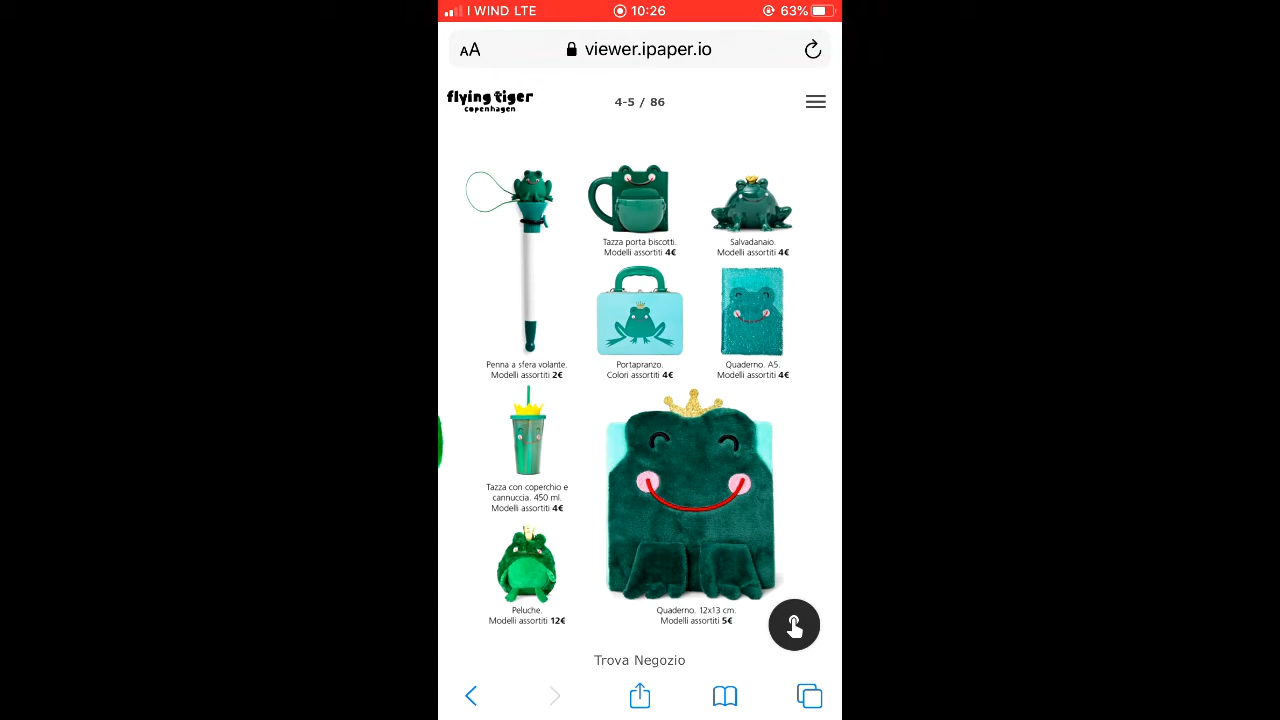 I WIND LTE 10:26 63%
AA viewer.ipaper.io
flying tiger
copenhagen
4-5 / 86
Tazza porta biscotti.
Modelli assortiti 4€
Salvadanaio.
Modelli assortiti 4€
Penna a sfera volante.
Modelli assortiti 2€
Portapranzo.
Colori assortiti 4€
Quaderno. A5.
Modelli assortiti 4€
Tazza con coperchio e
cannuccia. 450 ml.
Modelli assortiti 4€
Peluche.
Modelli assortiti 12€
Quaderno. 12x13 cm.
Modelli assortiti 5€
Trova Negozio